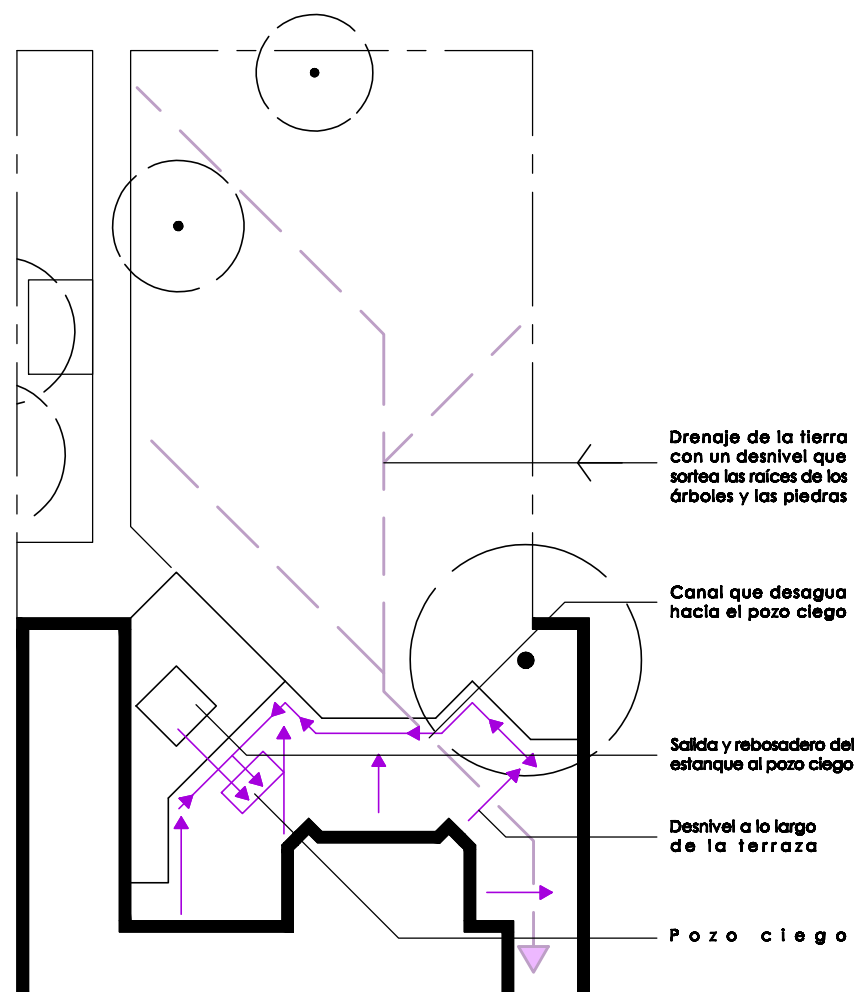 Drenaje de la tierra
con un desnivel que
sortea las raíces de los
árboles y las piedras
Canal que desagua
hacia el pozo ciego
Salida y rebosadero del
estanque al pozo ciego
Desnivel a lo largo
de la terraza
Pozo ciego